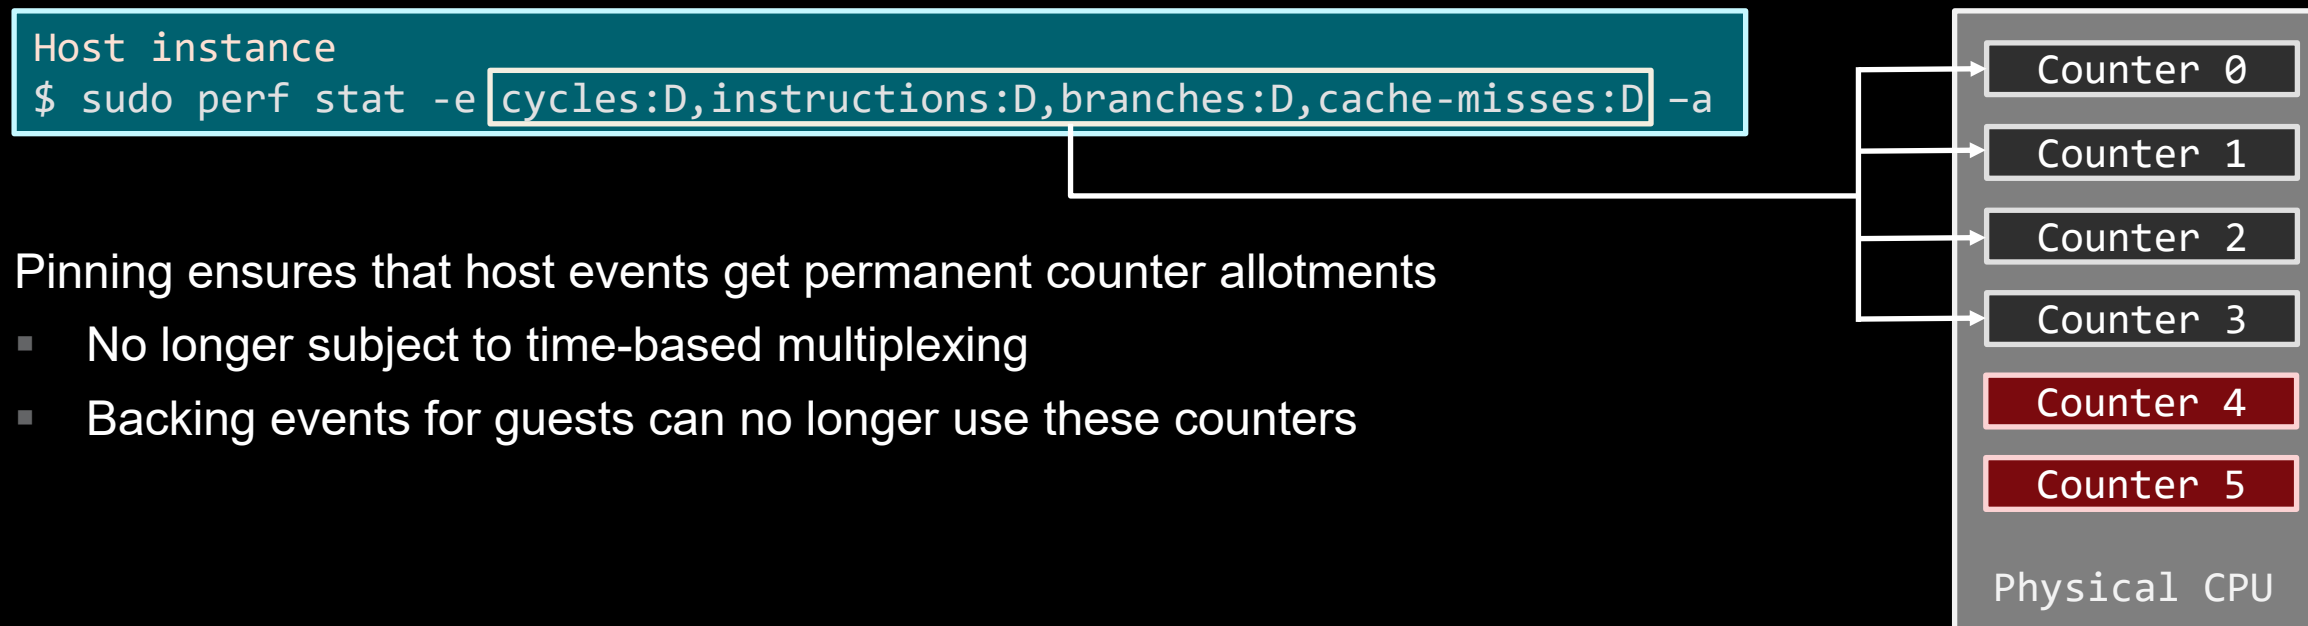 Host instance
$ sudo perf stat -e cycles:D,instructions:D,branches:D,cache-misses:D –a
Pinning ensures that host events get permanent counter allotments
▪ No longer subject to time-based multiplexing
▪ Backing events for guests can no longer use these counters
Counter 0
Counter 1
Counter 2
Counter 3
Counter 4
Counter 5
Physical CPU